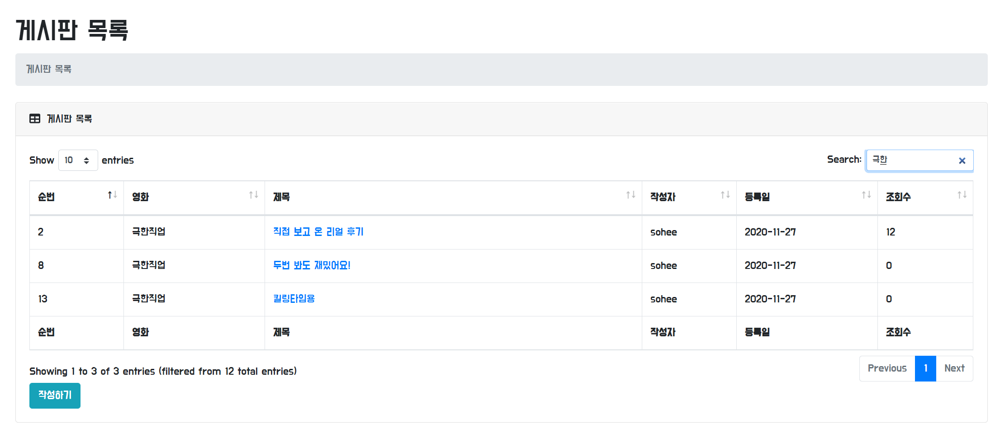 게시판 목록
게시판 목록
게시판 목록
Show 10 entries Search: 극한
순번 영화 제목 작성자 등록일 조회수
2 극한직업 직접 보고 온 리얼 후기 sohee 2020-11-27 12
8 극한직업 두번 봐도 재밌어요! sohee 2020-11-27 0
13 극한직업 킬링타임용 sohee 2020-11-27 0
순번 영화 제목 작성자 등록일 조회수
Showing 1 to 3 of 3 entries (filtered from 12 total entries) Previous 1 Next
작성하기